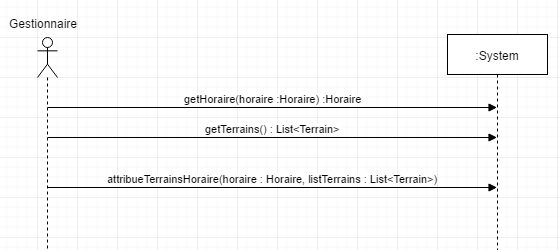 Gestionnaire
:System
getHoraire(horaire :Horaire) :Horaire
getTerrains() : List<Terrain>
attribueTerrainsHoraire(horaire : Horaire, listTerrains : List<Terrain>)